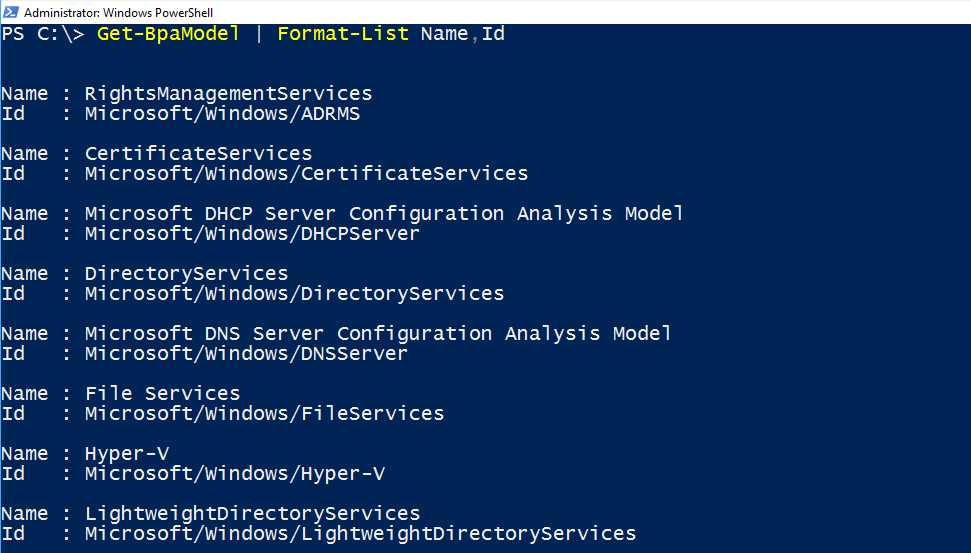 Administrator: Windows PowerShell
PS C:\> Get-BpaModel | Format-List Name,Id
Name : RightsManagementServices
Id   : Microsoft/Windows/ADRMS
Name : CertificateServices
Id   : Microsoft/Windows/CertificateServices
Name : Microsoft DHCP Server Configuration Analysis Model
Id   : Microsoft/Windows/DHCPServer
Name : DirectoryServices
Id   : Microsoft/Windows/DirectoryServices
Name : Microsoft DNS Server Configuration Analysis Model
Id   : Microsoft/Windows/DNSServer
Name : File Services
Id   : Microsoft/Windows/FileServices
Name : Hyper-V
Id   : Microsoft/Windows/Hyper-V
Name : LightweightDirectoryServices
Id   : Microsoft/Windows/LightweightDirectoryServices